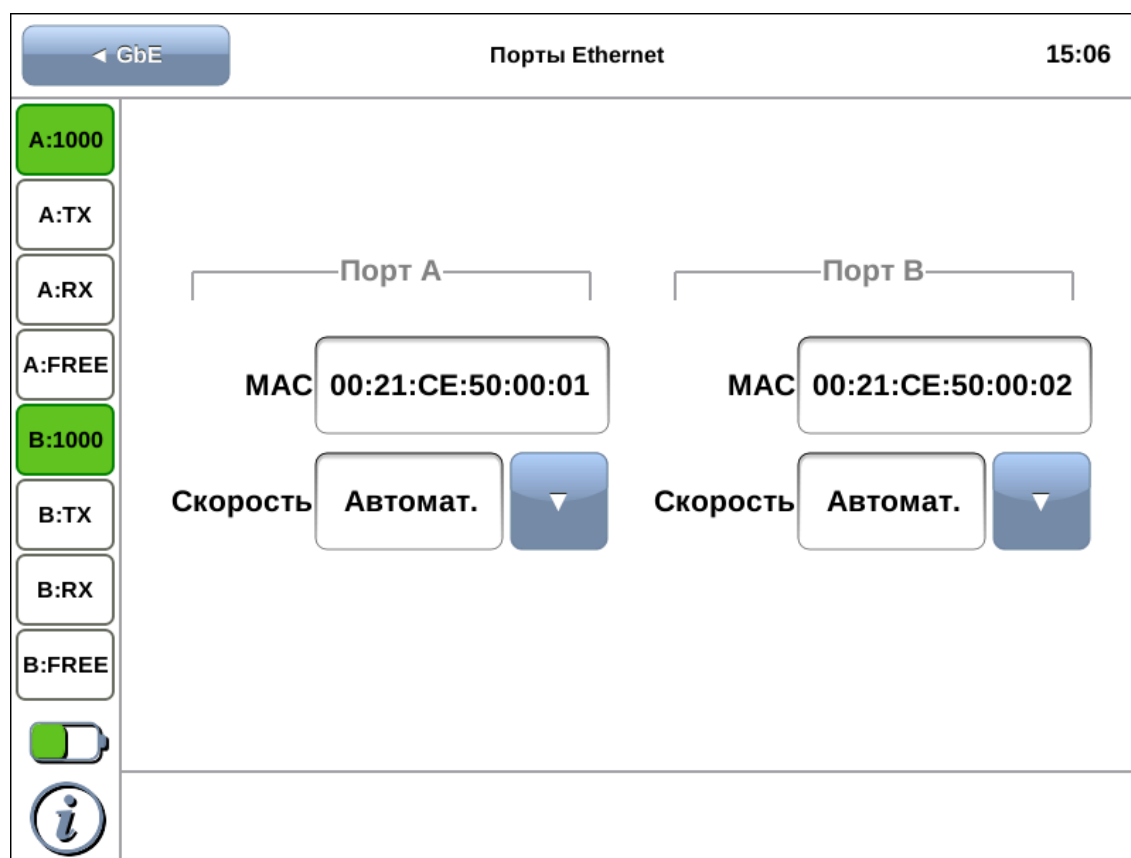 ◄ GbE
Порты Ethernet
15:06
A:1000
A:TX
A:RX
A:FREE
B:1000
B:TX
B:RX
B:FREE
i
Порт A
MAC 00:21:CE:50:00:01
Скорость Автомат. ▼
Порт B
MAC 00:21:CE:50:00:02
Скорость Автомат. ▼